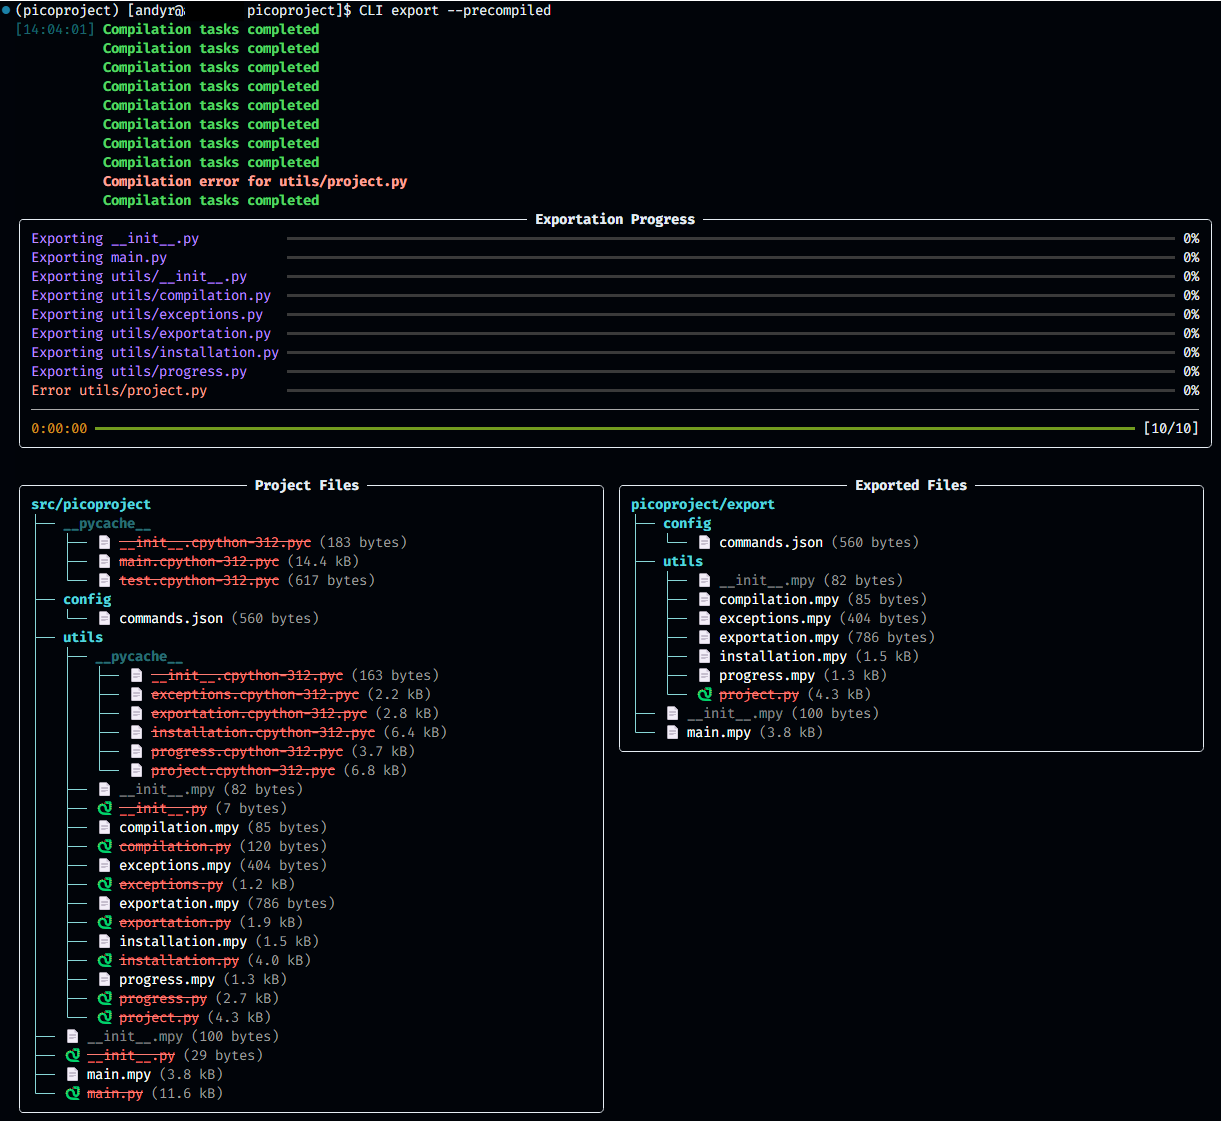 (picoproject) [andyr@ picoproject]$ CLI export --precompiled
[14:04:01] Compilation tasks completed
Compilation tasks completed
Compilation tasks completed
Compilation tasks completed
Compilation tasks completed
Compilation tasks completed
Compilation tasks completed
Compilation tasks completed
Compilation error for utils/project.py
Compilation tasks completed
Exportation Progress
Exporting __init__.py 0%
Exporting main.py 0%
Exporting utils/__init__.py 0%
Exporting utils/compilation.py 0%
Exporting utils/exceptions.py 0%
Exporting utils/exportation.py 0%
Exporting utils/installation.py 0%
Exporting utils/progress.py 0%
Error utils/project.py 0%
0:00:00 [10/10]
Project Files
src/picoproject
__pycache__
__init__.cpython-312.pyc (183 bytes)
main.cpython-312.pyc (14.4 kB)
test.cpython-312.pyc (617 bytes)
config
commands.json (560 bytes)
utils
__pycache__
__init__.cpython-312.pyc (163 bytes)
exceptions.cpython-312.pyc (2.2 kB)
exportation.cpython-312.pyc (2.8 kB)
installation.cpython-312.pyc (6.4 kB)
progress.cpython-312.pyc (3.7 kB)
project.cpython-312.pyc (6.8 kB)
__init__.mpy (82 bytes)
__init__.py (7 bytes)
compilation.mpy (85 bytes)
compilation.py (120 bytes)
exceptions.mpy (404 bytes)
exceptions.py (1.2 kB)
exportation.mpy (786 bytes)
exportation.py (1.9 kB)
installation.mpy (1.5 kB)
installation.py (4.0 kB)
progress.mpy (1.3 kB)
progress.py (2.7 kB)
project.py (4.3 kB)
__init__.mpy (100 bytes)
__init__.py (29 bytes)
main.mpy (3.8 kB)
main.py (11.6 kB)
Exported Files
picoproject/export
config
commands.json (560 bytes)
utils
__init__.mpy (82 bytes)
compilation.mpy (85 bytes)
exceptions.mpy (404 bytes)
exportation.mpy (786 bytes)
installation.mpy (1.5 kB)
progress.mpy (1.3 kB)
project.py (4.3 kB)
__init__.mpy (100 bytes)
main.mpy (3.8 kB)